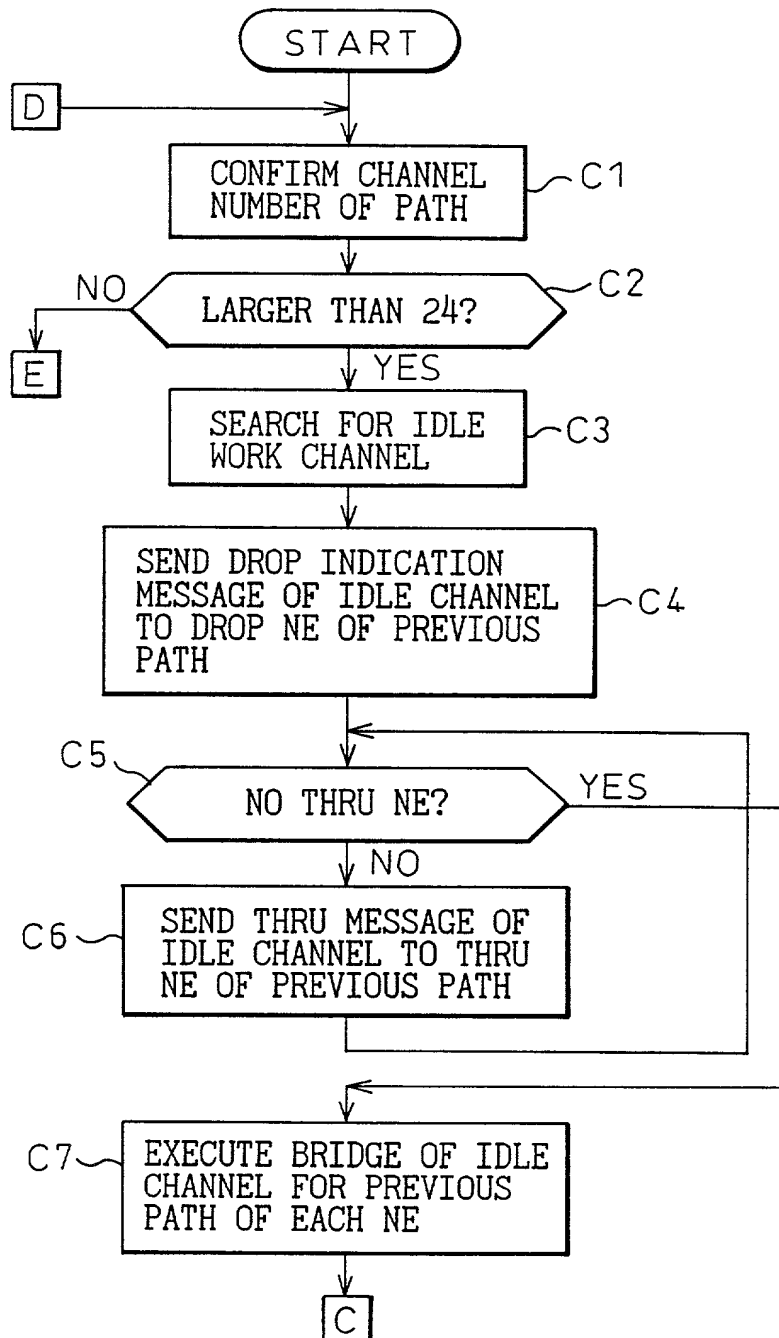 START
D
CONFIRM CHANNEL
NUMBER OF PATH
C1
NO
LARGER THAN 24?
C2
E
YES
SEARCH FOR IDLE
WORK CHANNEL
C3
SEND DROP INDICATION
MESSAGE OF IDLE CHANNEL
TO DROP NE OF PREVIOUS
PATH
C4
C5
NO THRU NE?
YES
NO
C6
SEND THRU MESSAGE OF
IDLE CHANNEL TO THRU
NE OF PREVIOUS PATH
C7
EXECUTE BRIDGE OF IDLE
CHANNEL FOR PREVIOUS
PATH OF EACH NE
C